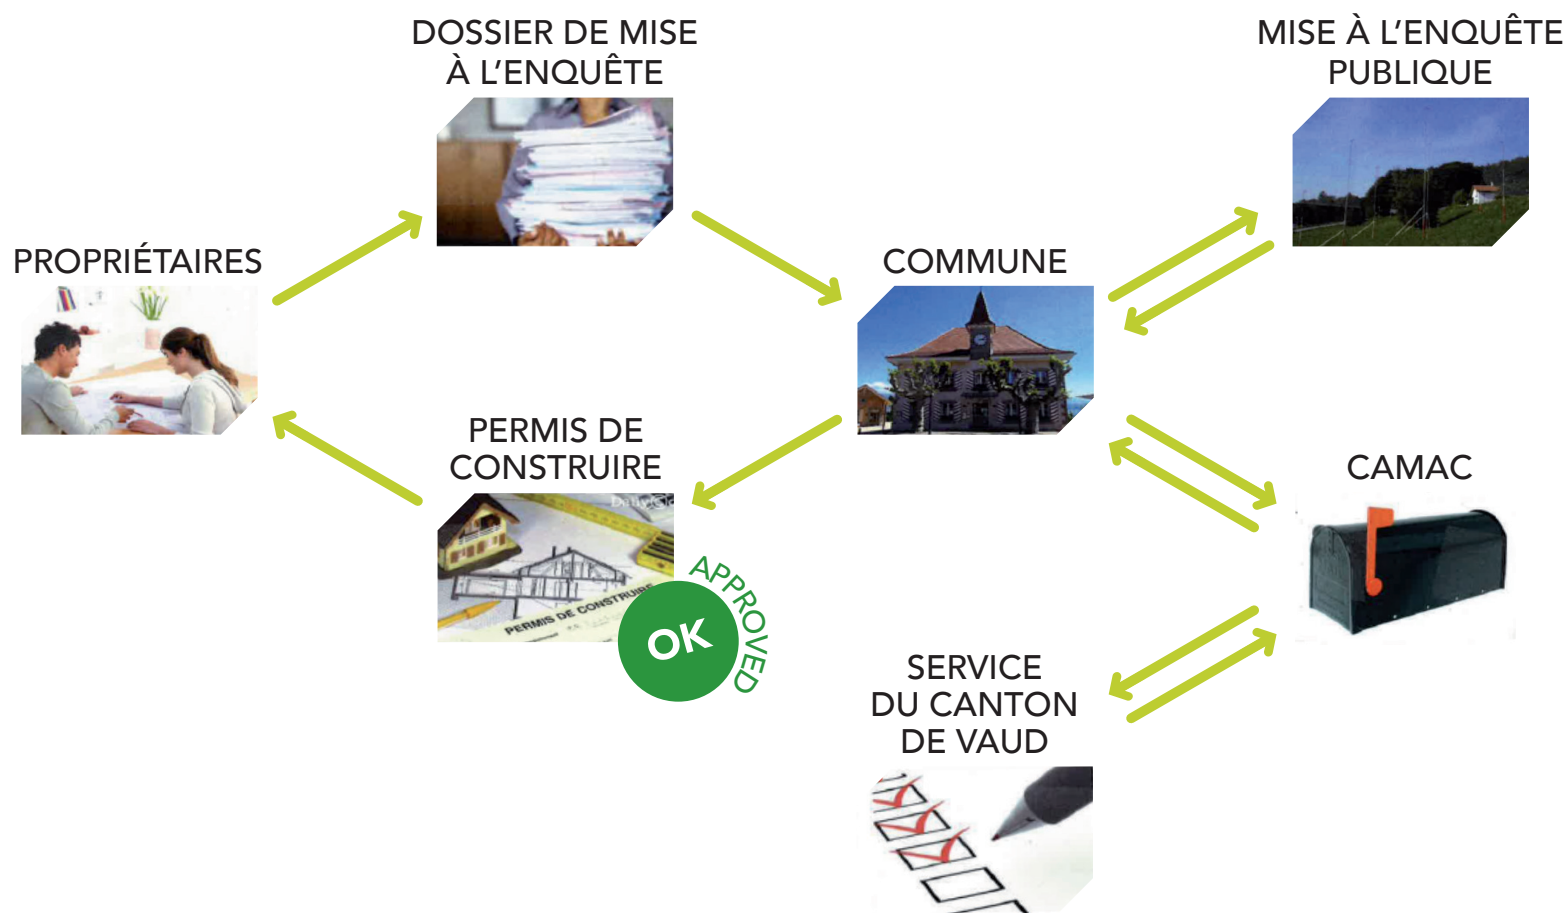 DOSSIER DE MISE
À L'ENQUÊTE
MISE À L'ENQUÊTE
PUBLIQUE
PROPRIÉTAIRES
COMMUNE
PERMIS DE
CONSTRUIRE
CAMAC
PERMIS DE CONSTRUIRE
OK
APPROVED
SERVICE
DU CANTON
DE VAUD